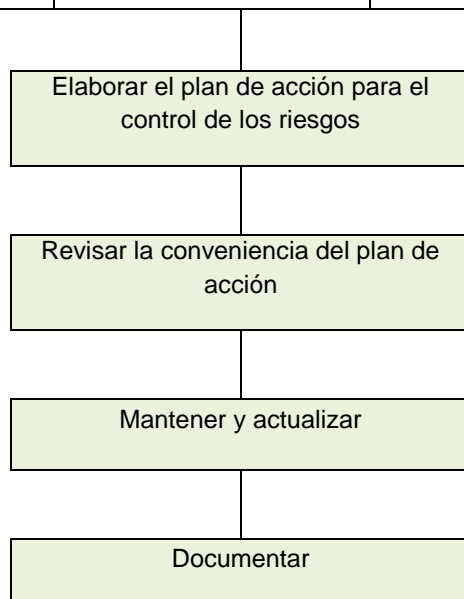 Elaborar el plan de acción para el
control de los riesgos
Revisar la conveniencia del plan de
acción
Mantener y actualizar
Documentar